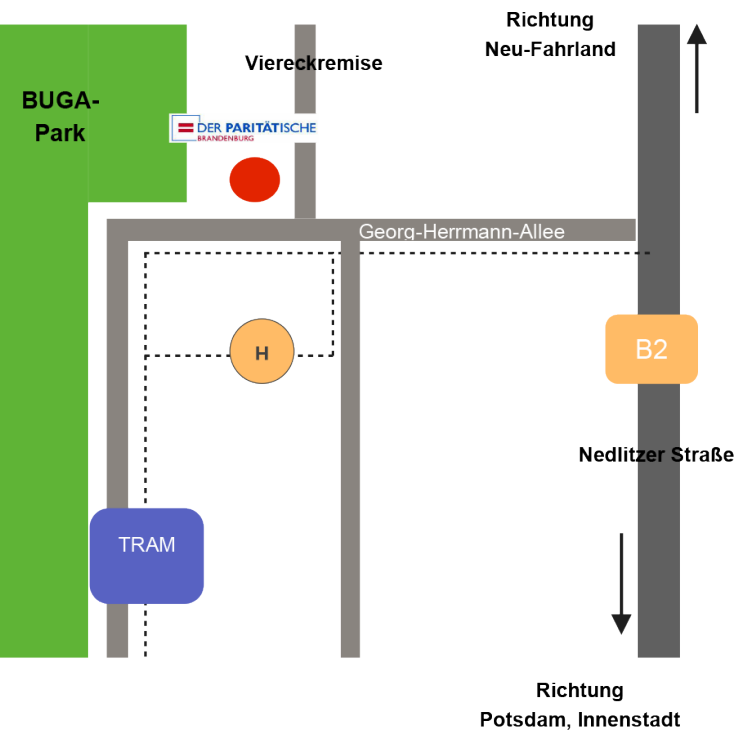 Richtung
Neu-Fahrland
Viereckremise
BUGA-
Park
DER PARITÄTISCHE
BRANDENBURG
Georg-Herrmann-Allee
H
B2
Nedlitzer Straße
TRAM
Richtung
Potsdam, Innenstadt